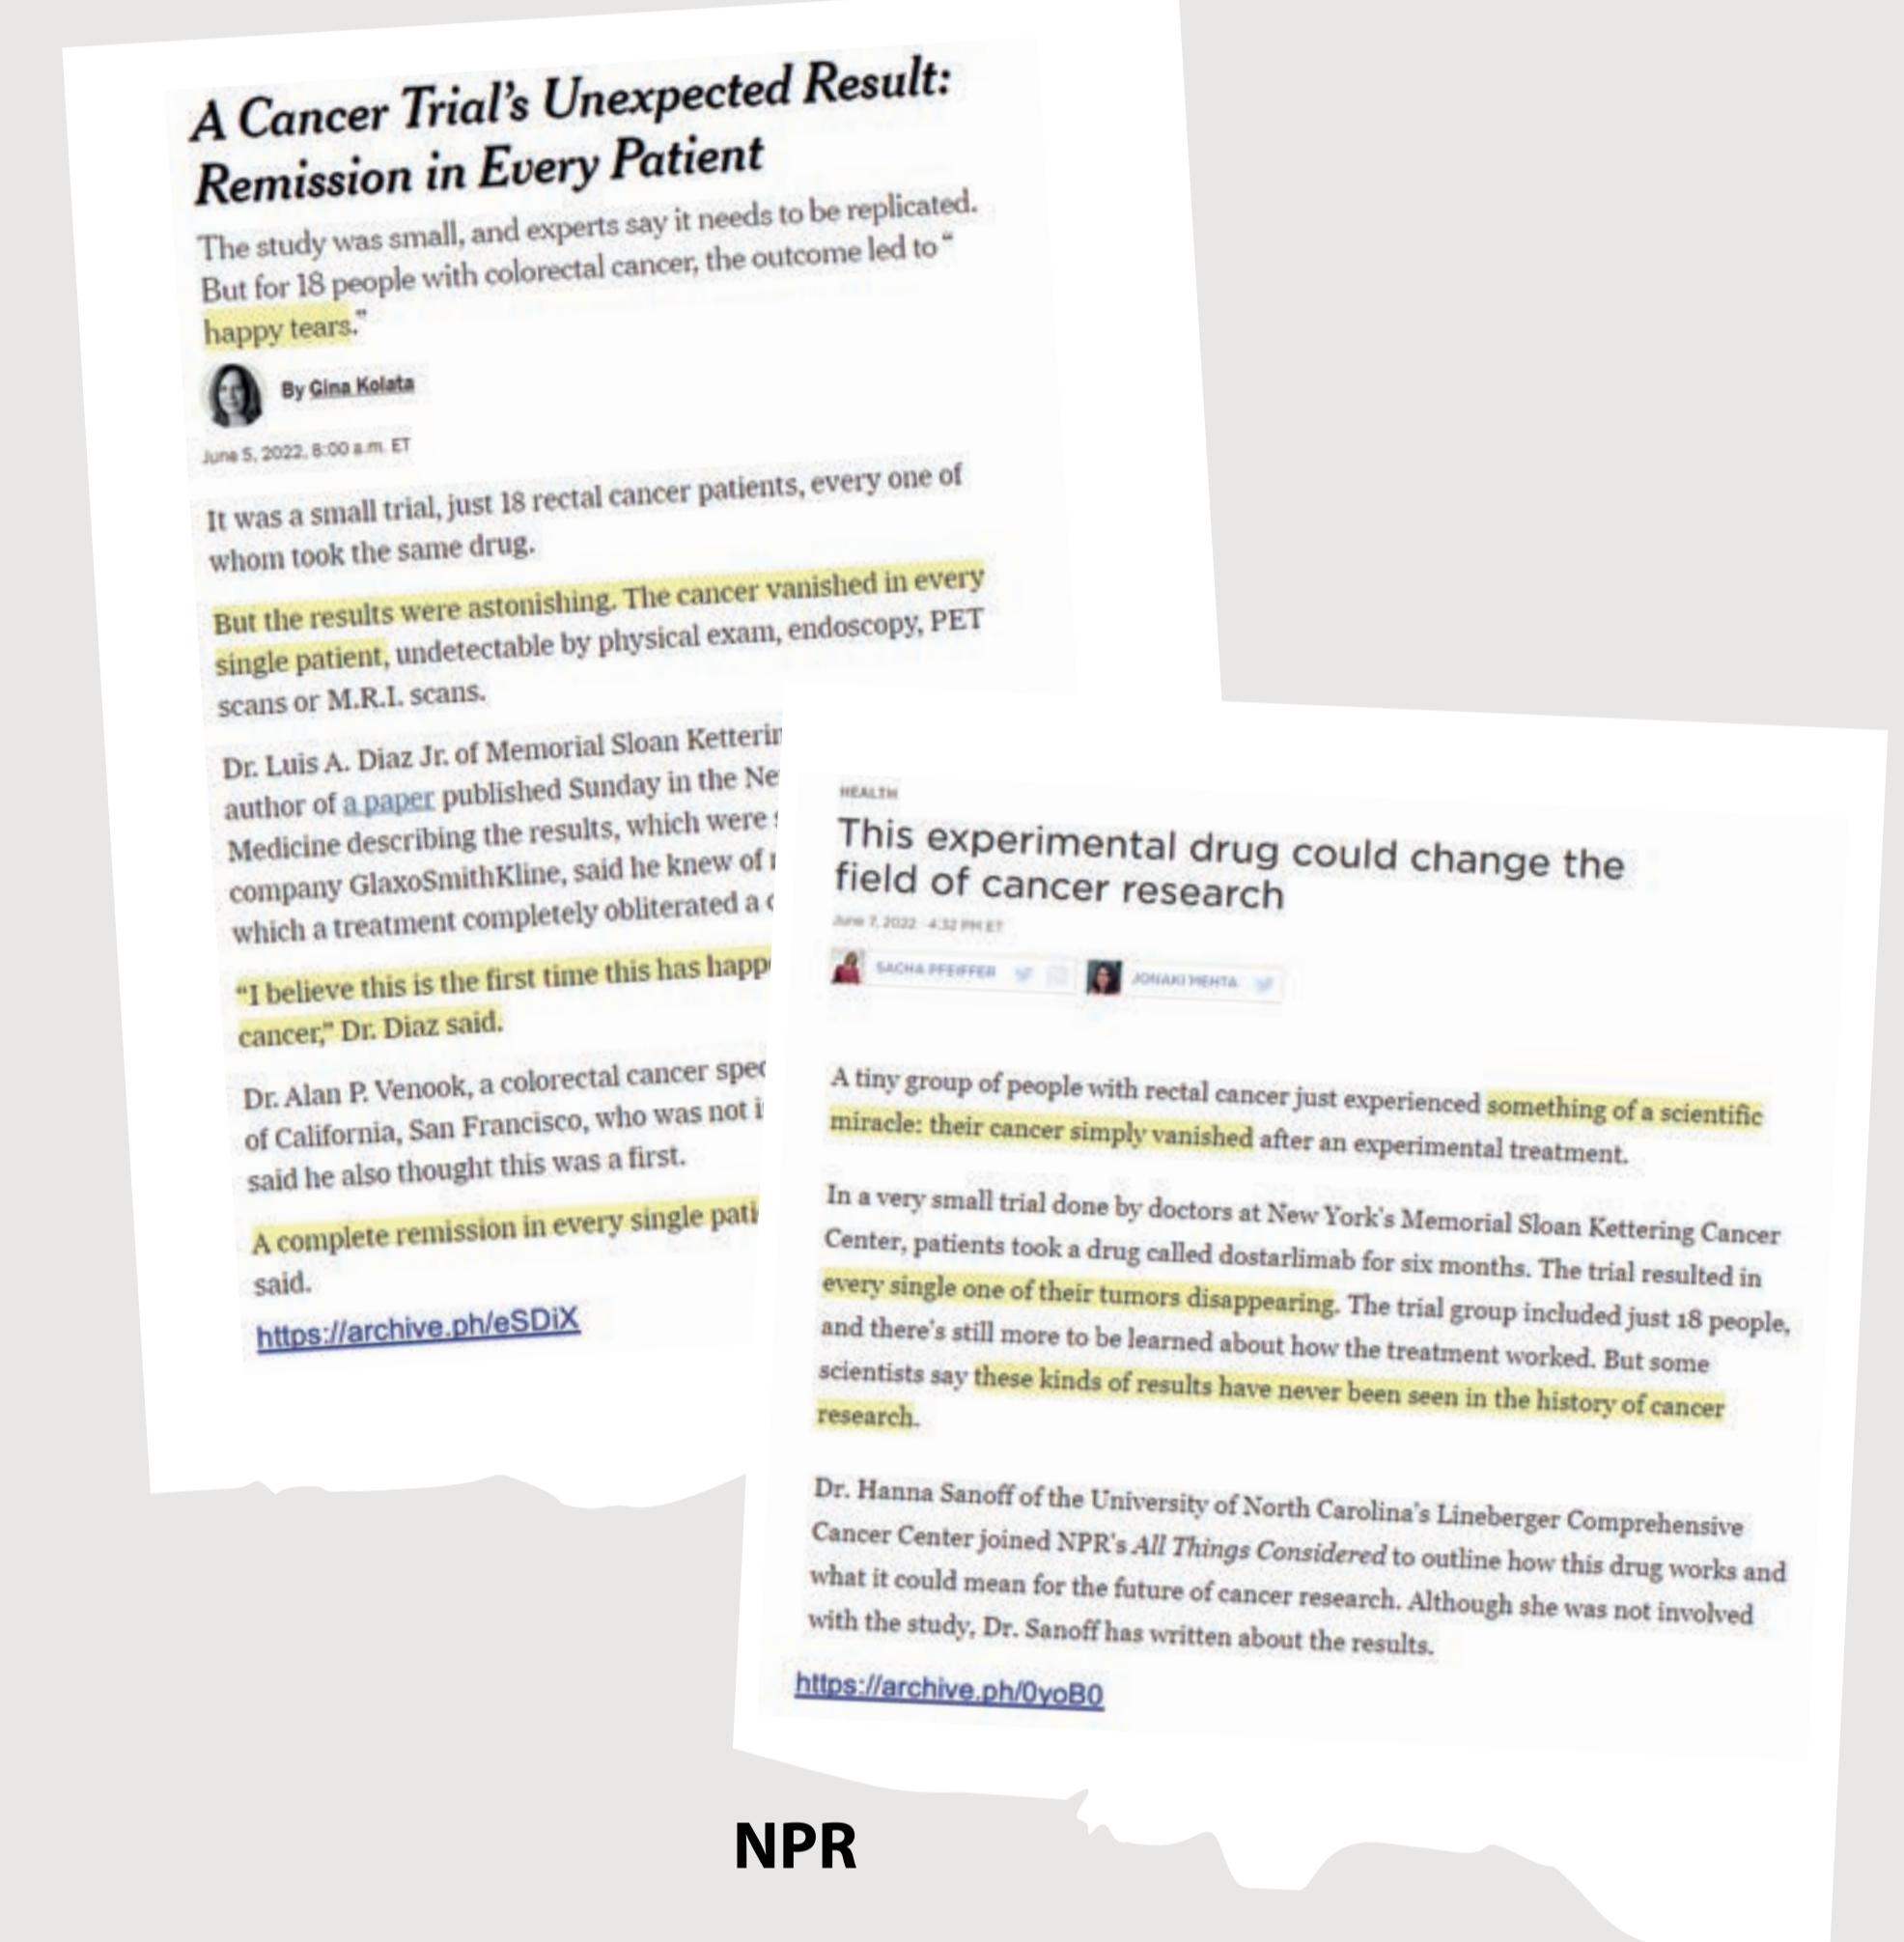 A Cancer Trial's Unexpected Result:
Remission in Every Patient
The study was small, and experts say it needs to be replicated.
But for 18 people with colorectal cancer, the outcome led to “
happy tears.”
By Gina Kolata
June 5, 2022, 8:00 a.m. ET
It was a small trial, just 18 rectal cancer patients, every one of
whom took the same drug.
But the results were astonishing. The cancer vanished in every
single patient, undetectable by physical exam, endoscopy, PET
scans or M.R.I. scans.
Dr. Luis A. Diaz Jr. of Memorial Sloan Ketterin
author of a paper published Sunday in the Ne
Medicine describing the results, which were
company GlaxoSmithKline, said he knew of
which a treatment completely obliterated a
“I believe this is the first time this has happe
cancer,” Dr. Diaz said.
Dr. Alan P. Venook, a colorectal cancer spec
of California, San Francisco, who was not i
said he also thought this was a first.
A complete remission in every single pati
said.
https://archive.ph/eSDiX
HEALTH
This experimental drug could change the
field of cancer research
June 7, 2022 · 4:32 PM ET
SACHA PFEIFFER
JONAKI MEHTA
A tiny group of people with rectal cancer just experienced something of a scientific
miracle: their cancer simply vanished after an experimental treatment.
In a very small trial done by doctors at New York's Memorial Sloan Kettering Cancer
Center, patients took a drug called dostarlimab for six months. The trial resulted in
every single one of their tumors disappearing. The trial group included just 18 people,
and there's still more to be learned about how the treatment worked. But some
scientists say these kinds of results have never been seen in the history of cancer
research.
Dr. Hanna Sanoff of the University of North Carolina's Lineberger Comprehensive
Cancer Center joined NPR's All Things Considered to outline how this drug works and
what it could mean for the future of cancer research. Although she was not involved
with the study, Dr. Sanoff has written about the results.
https://archive.ph/0yoB0
NPR